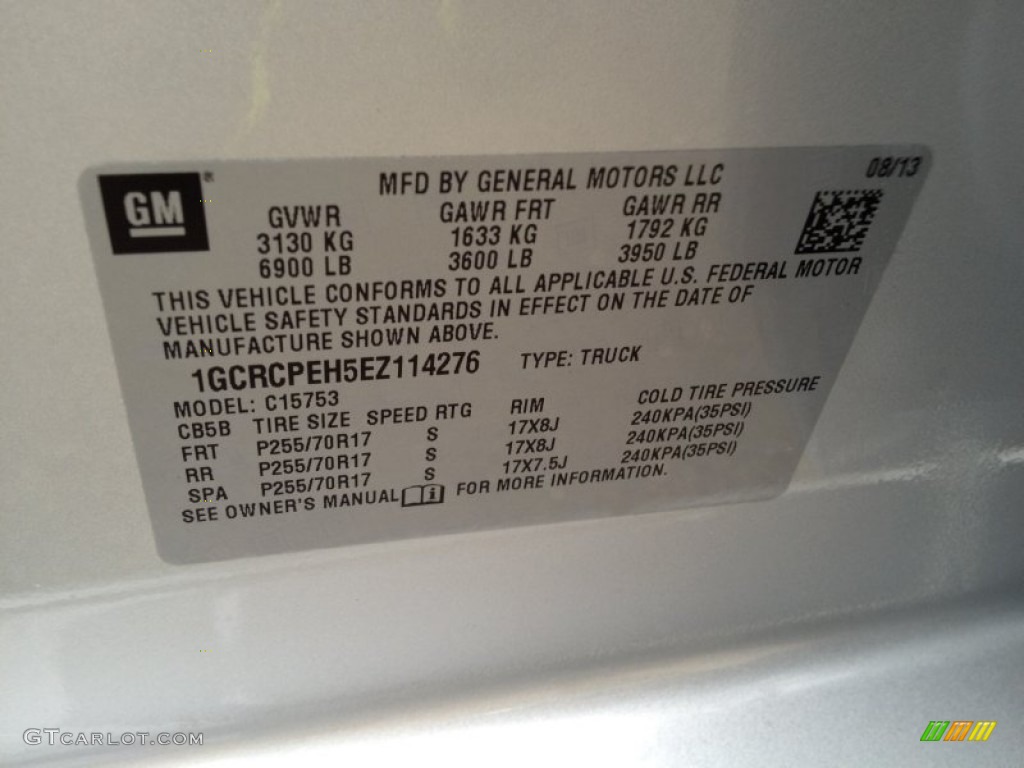 GM®
MFD BY GENERAL MOTORS LLC 08/13
GVWR GAWR FRT GAWR RR
3130 KG 1633 KG 1792 KG
6900 LB 3600 LB 3950 LB
THIS VEHICLE CONFORMS TO ALL APPLICABLE U.S. FEDERAL MOTOR
VEHICLE SAFETY STANDARDS IN EFFECT ON THE DATE OF
MANUFACTURE SHOWN ABOVE.
1GCRCPEH5EZ114276 TYPE: TRUCK
MODEL: C15753
CB5B TIRE SIZE SPEED RTG RIM COLD TIRE PRESSURE
FRT P255/70R17 S 17X8J 240KPA(35PSI)
RR P255/70R17 S 17X8J 240KPA(35PSI)
SPA P255/70R17 S 17X7.5J 240KPA(35PSI)
SEE OWNER'S MANUAL FOR MORE INFORMATION.
GTCARLOT.COM